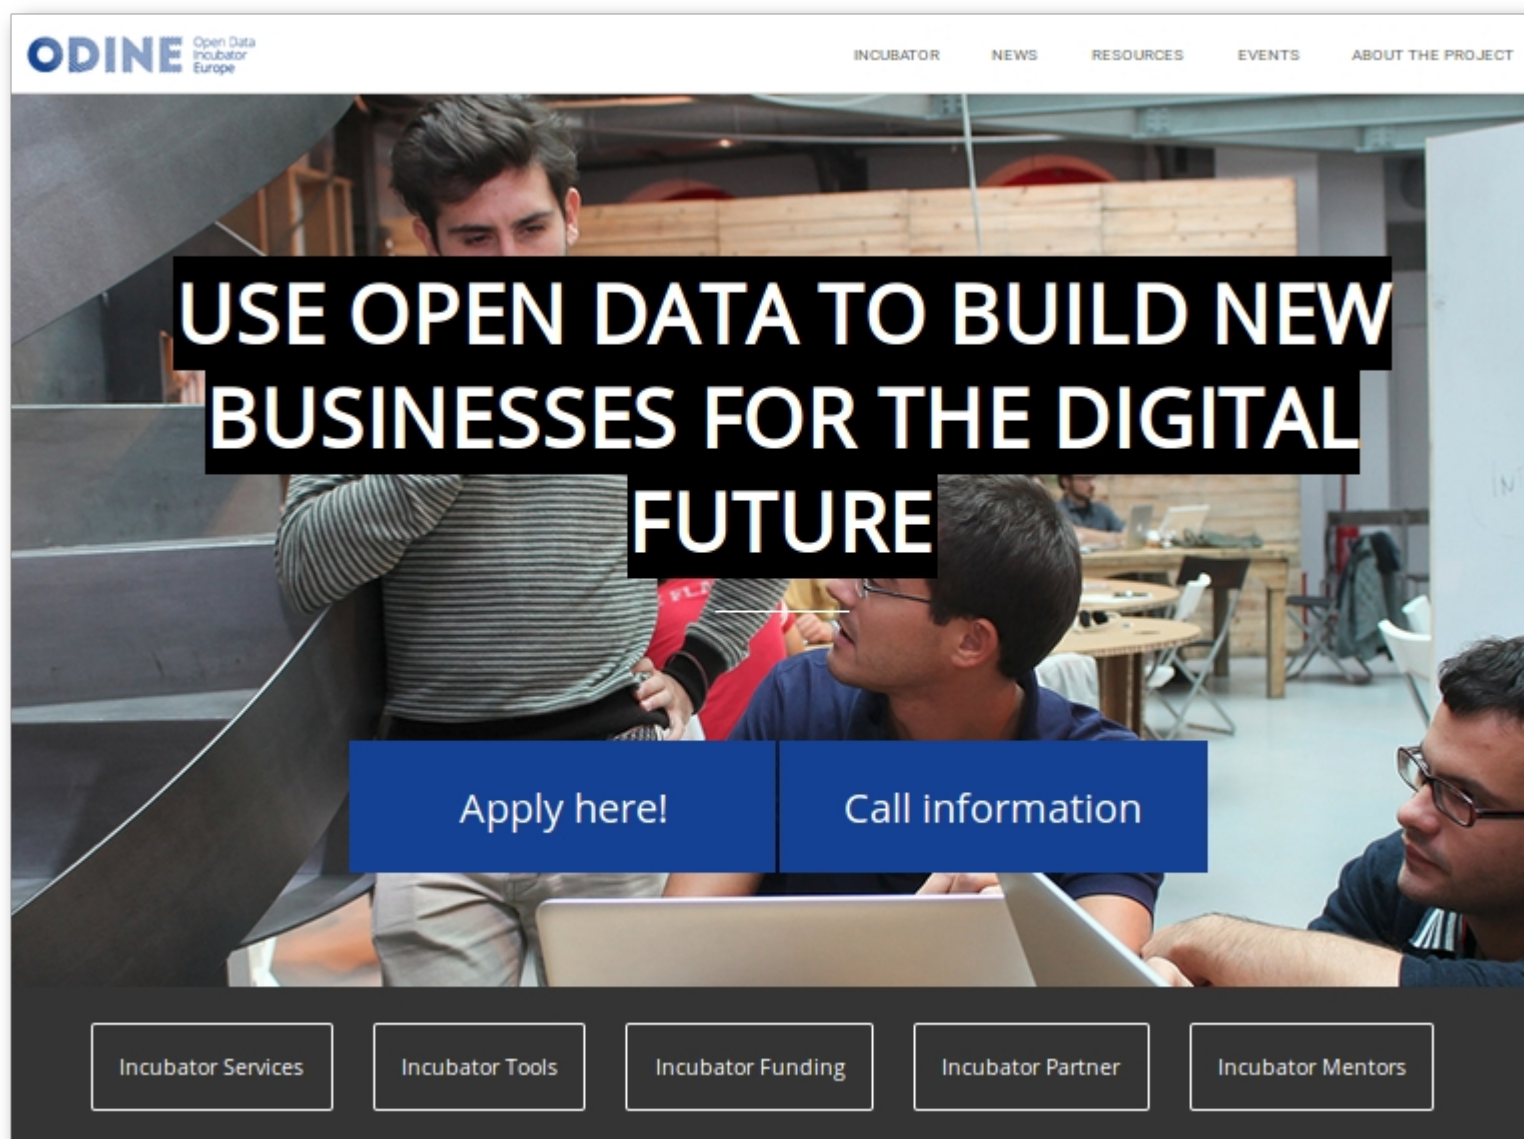 ODINE
Open Data
Incubator
Europe
INCUBATOR
NEWS
RESOURCES
EVENTS
ABOUT THE PROJECT
USE OPEN DATA TO BUILD NEW
BUSINESSES FOR THE DIGITAL
FUTURE
Apply here!
Call information
Incubator Services
Incubator Tools
Incubator Funding
Incubator Partner
Incubator Mentors